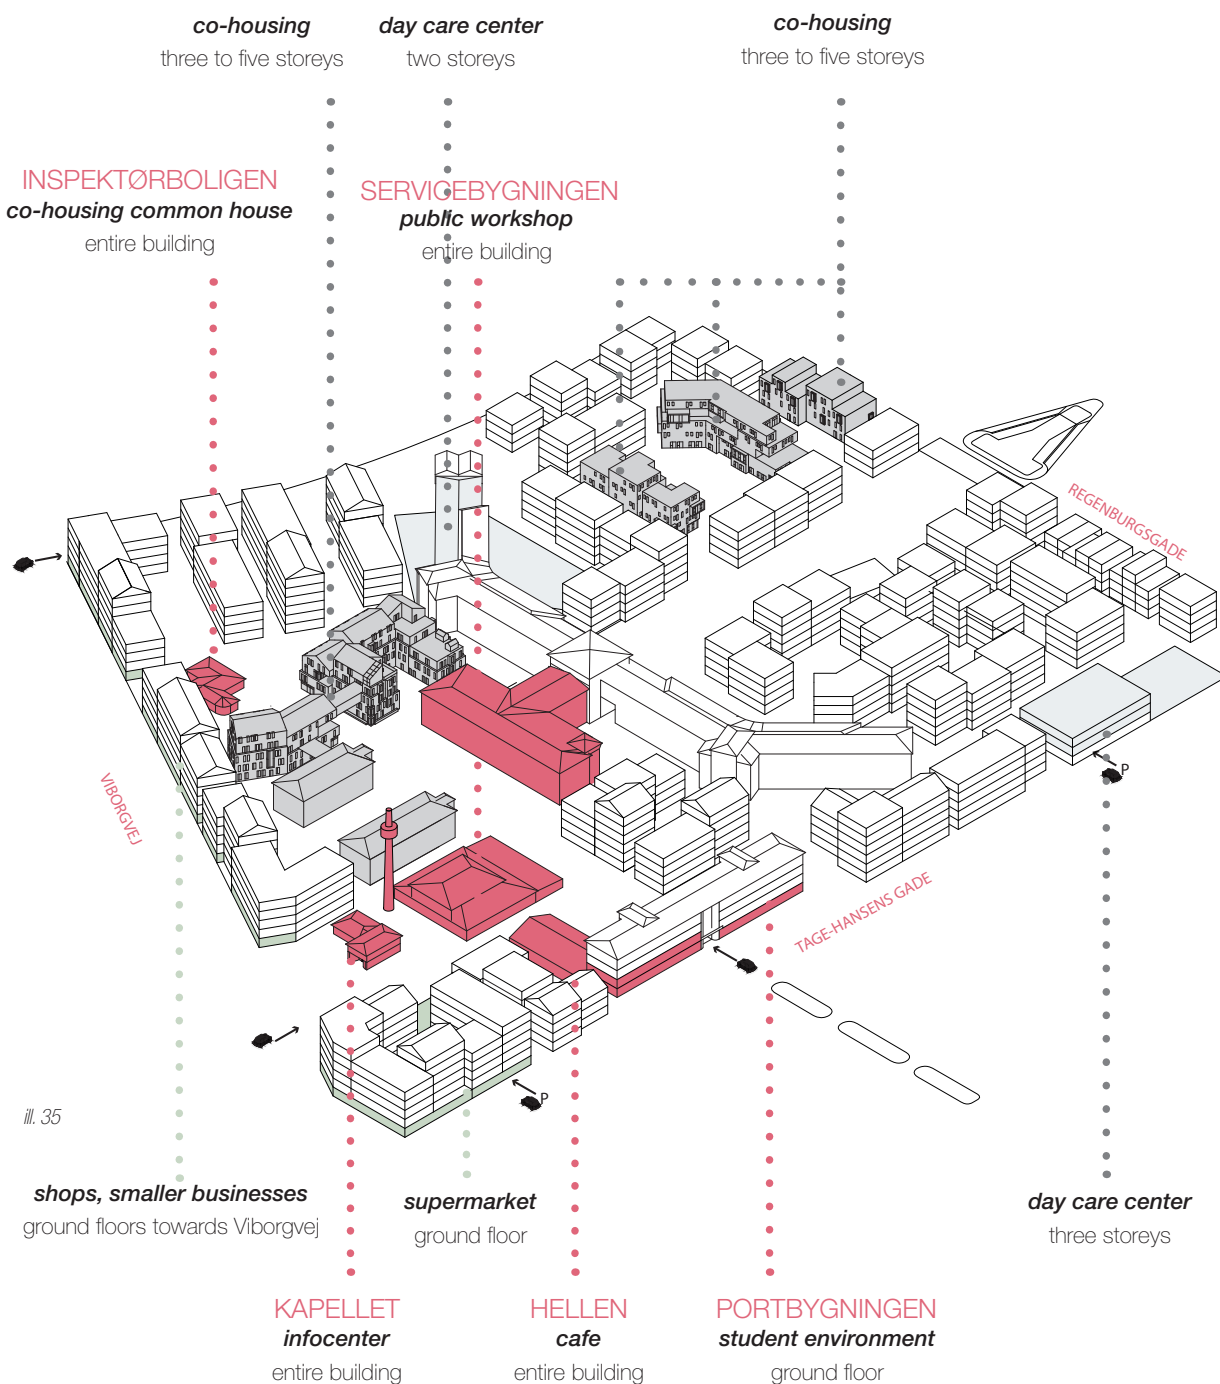 co-housing
three to five storeys
day care center
two storeys
co-housing
three to five storeys
INSPEKTØRBOLIGEN
co-housing common house
entire building
SERVICEBYGNINGEN
public workshop
entire building
REGENBURGSGADE
VIBORGVEJ
P
TAGE-HANSENS GADE
P
ill. 35
shops, smaller businesses
ground floors towards Viborgvej
supermarket
ground floor
day care center
three storeys
KAPELLET
infocenter
entire building
HELLEN
cafe
entire building
PORTBYGNINGEN
student environment
ground floor